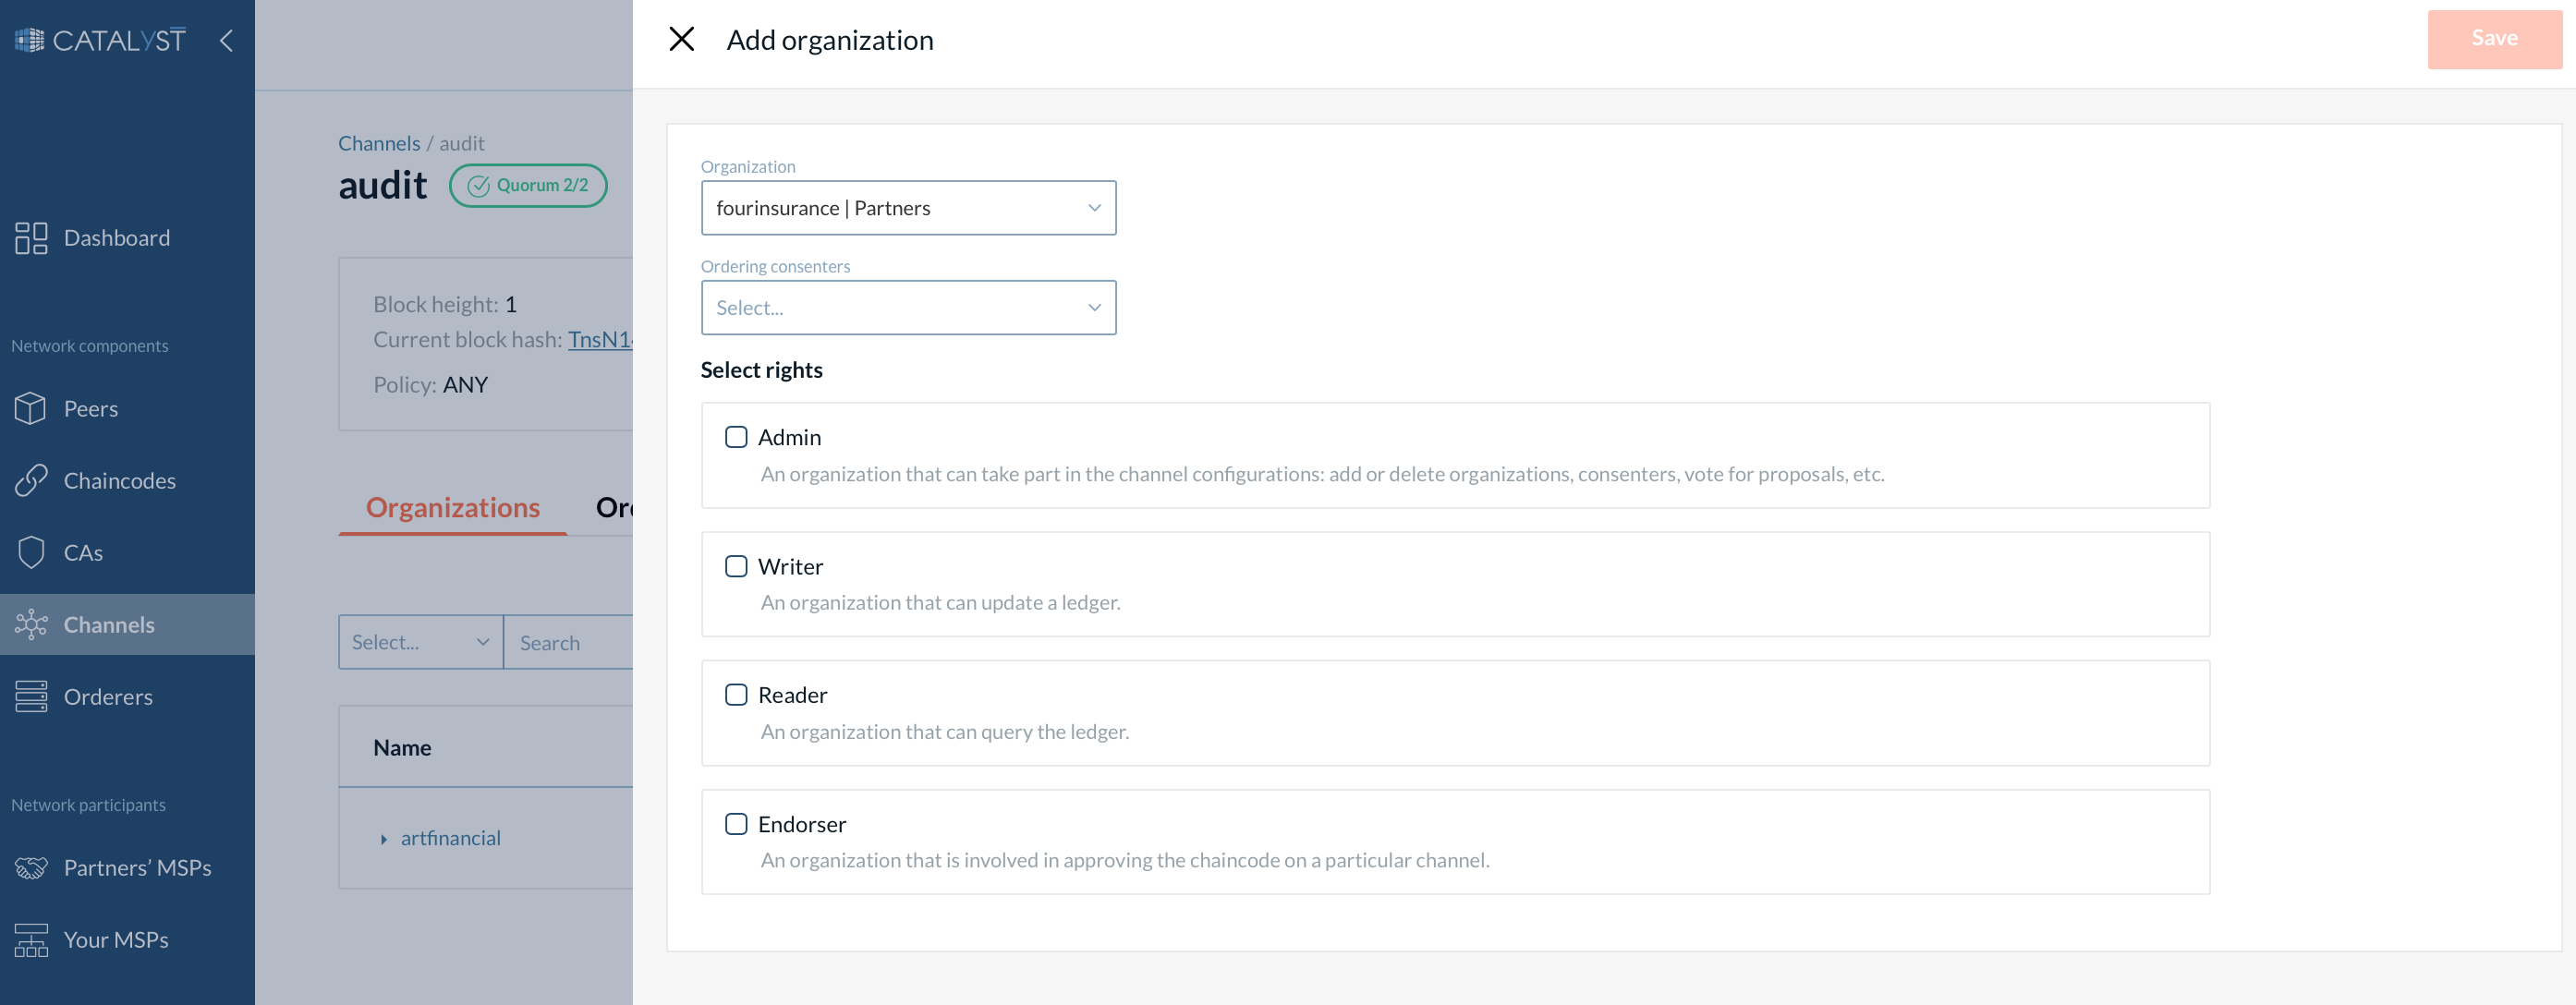 CATALYST
Dashboard
Network components
Peers
Chaincodes
CAs
Channels
Orderers
Network participants
Partners’ MSPs
Your MSPs
Channels / audit
audit
Quorum 2/2
Block height: 1
Current block hash: TnsN1
Policy: ANY
Organizations
Select...
Search
Name
artfinancial
Add organization
Save
Organization
fourinsurance | Partners
Ordering consenters
Select...
Select rights
Admin
An organization that can take part in the channel configurations: add or delete organizations, consenters, vote for proposals, etc.
Writer
An organization that can update a ledger.
Reader
An organization that can query the ledger.
Endorser
An organization that is involved in approving the chaincode on a particular channel.